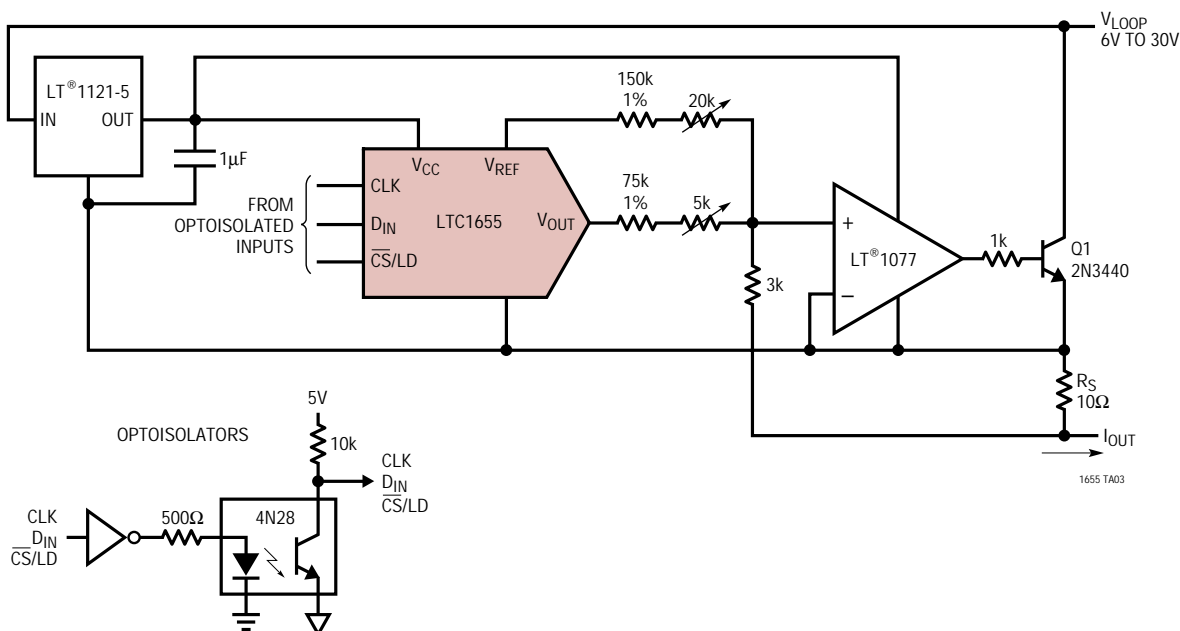 VLOOP
6V TO 30V
LT®1121-5
IN
OUT
1µF
150k
1%
20k
VCC
VREF
FROM
OPTOISOLATED
INPUTS
CLK
DIN
CS/LD
LTC1655
VOUT
75k
1%
5k
3k
+
–
LT®1077
1k
Q1
2N3440
RS
10Ω
IOUT
1655 TA03
OPTOISOLATORS
5V
10k
CLK
DIN
CS/LD
CLK
DIN
CS/LD
500Ω
4N28